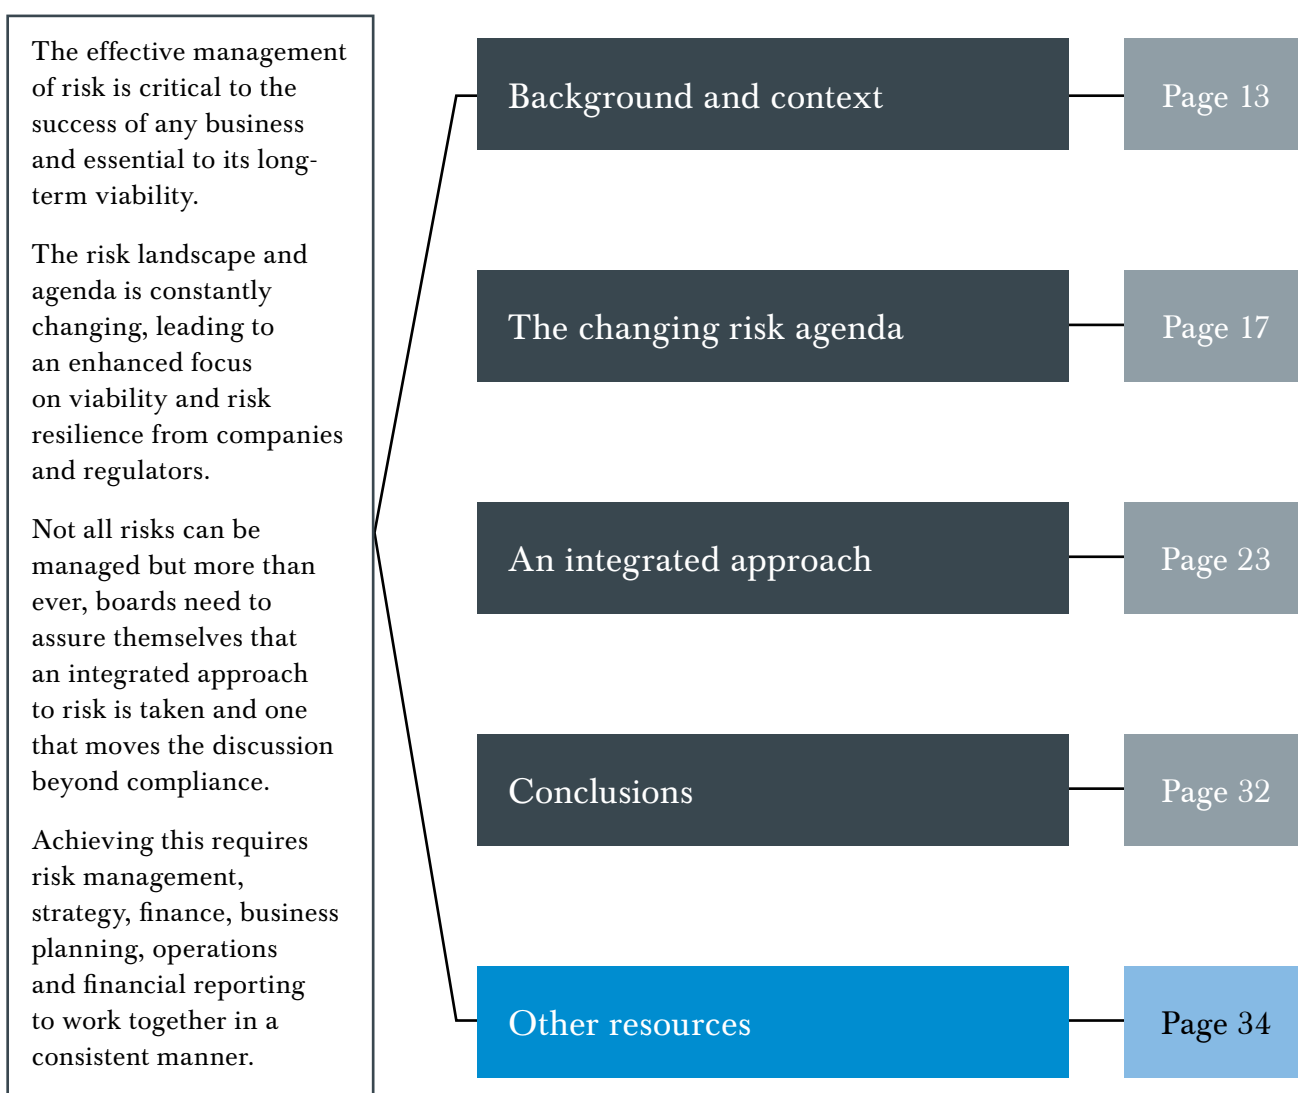 The effective management
of risk is critical to the
success of any business
and essential to its long-
term viability.
The risk landscape and
agenda is constantly
changing, leading to
an enhanced focus
on viability and risk
resilience from companies
and regulators.
Not all risks can be
managed but more than
ever, boards need to
assure themselves that
an integrated approach
to risk is taken and one
that moves the discussion
beyond compliance.
Achieving this requires
risk management,
strategy, finance, business
planning, operations
and financial reporting
to work together in a
consistent manner.
Background and context
Page 13
The changing risk agenda
Page 17
An integrated approach
Page 23
Conclusions
Page 32
Other resources
Page 34